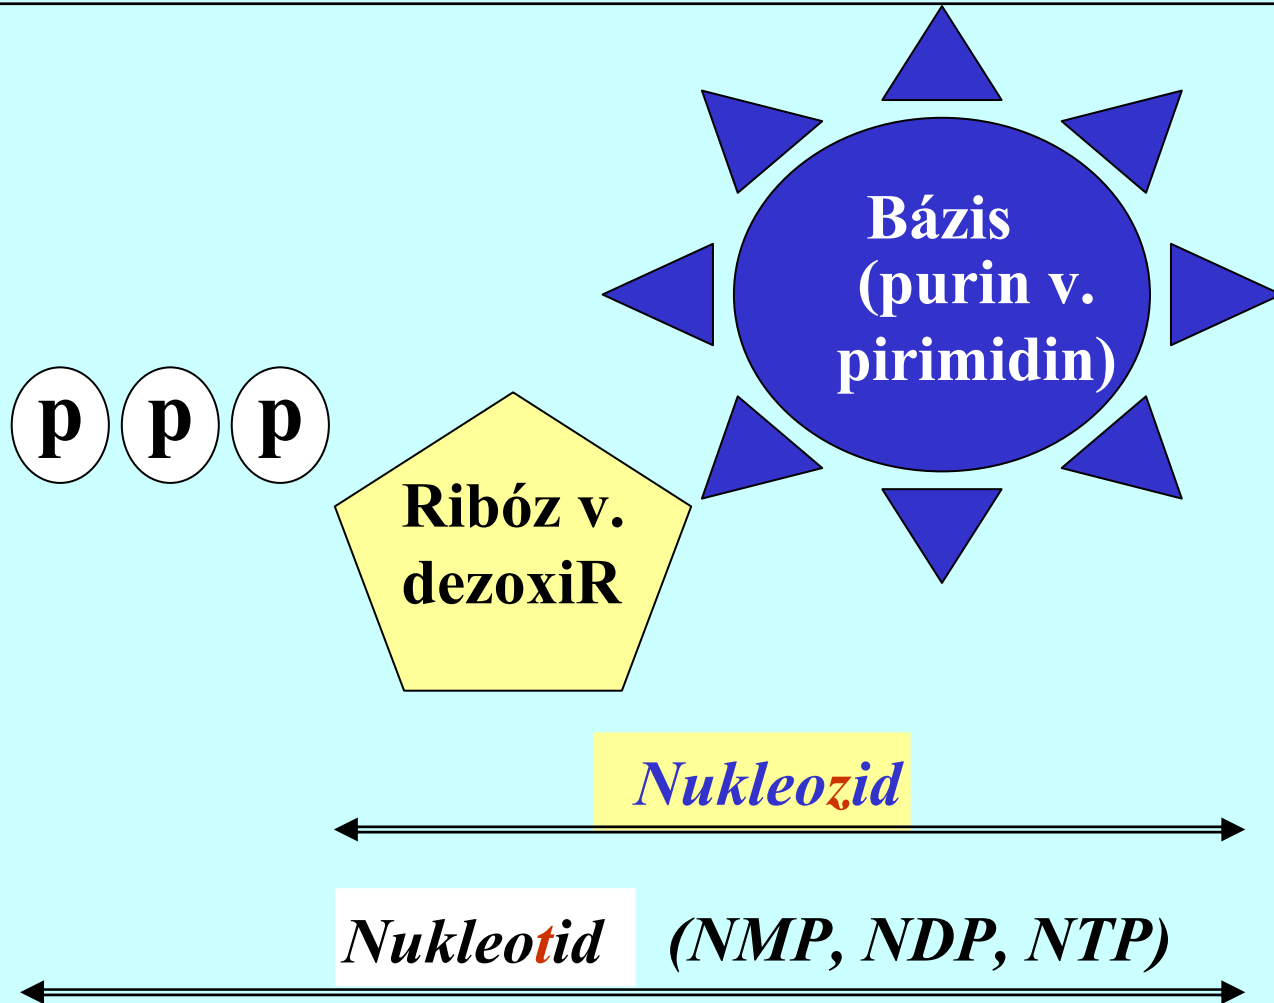 Bázis
(purin v.
pirimidin)
p p p
Ribóz v.
dezoxiR
Nukleozid
Nukleotid (NMP, NDP, NTP)